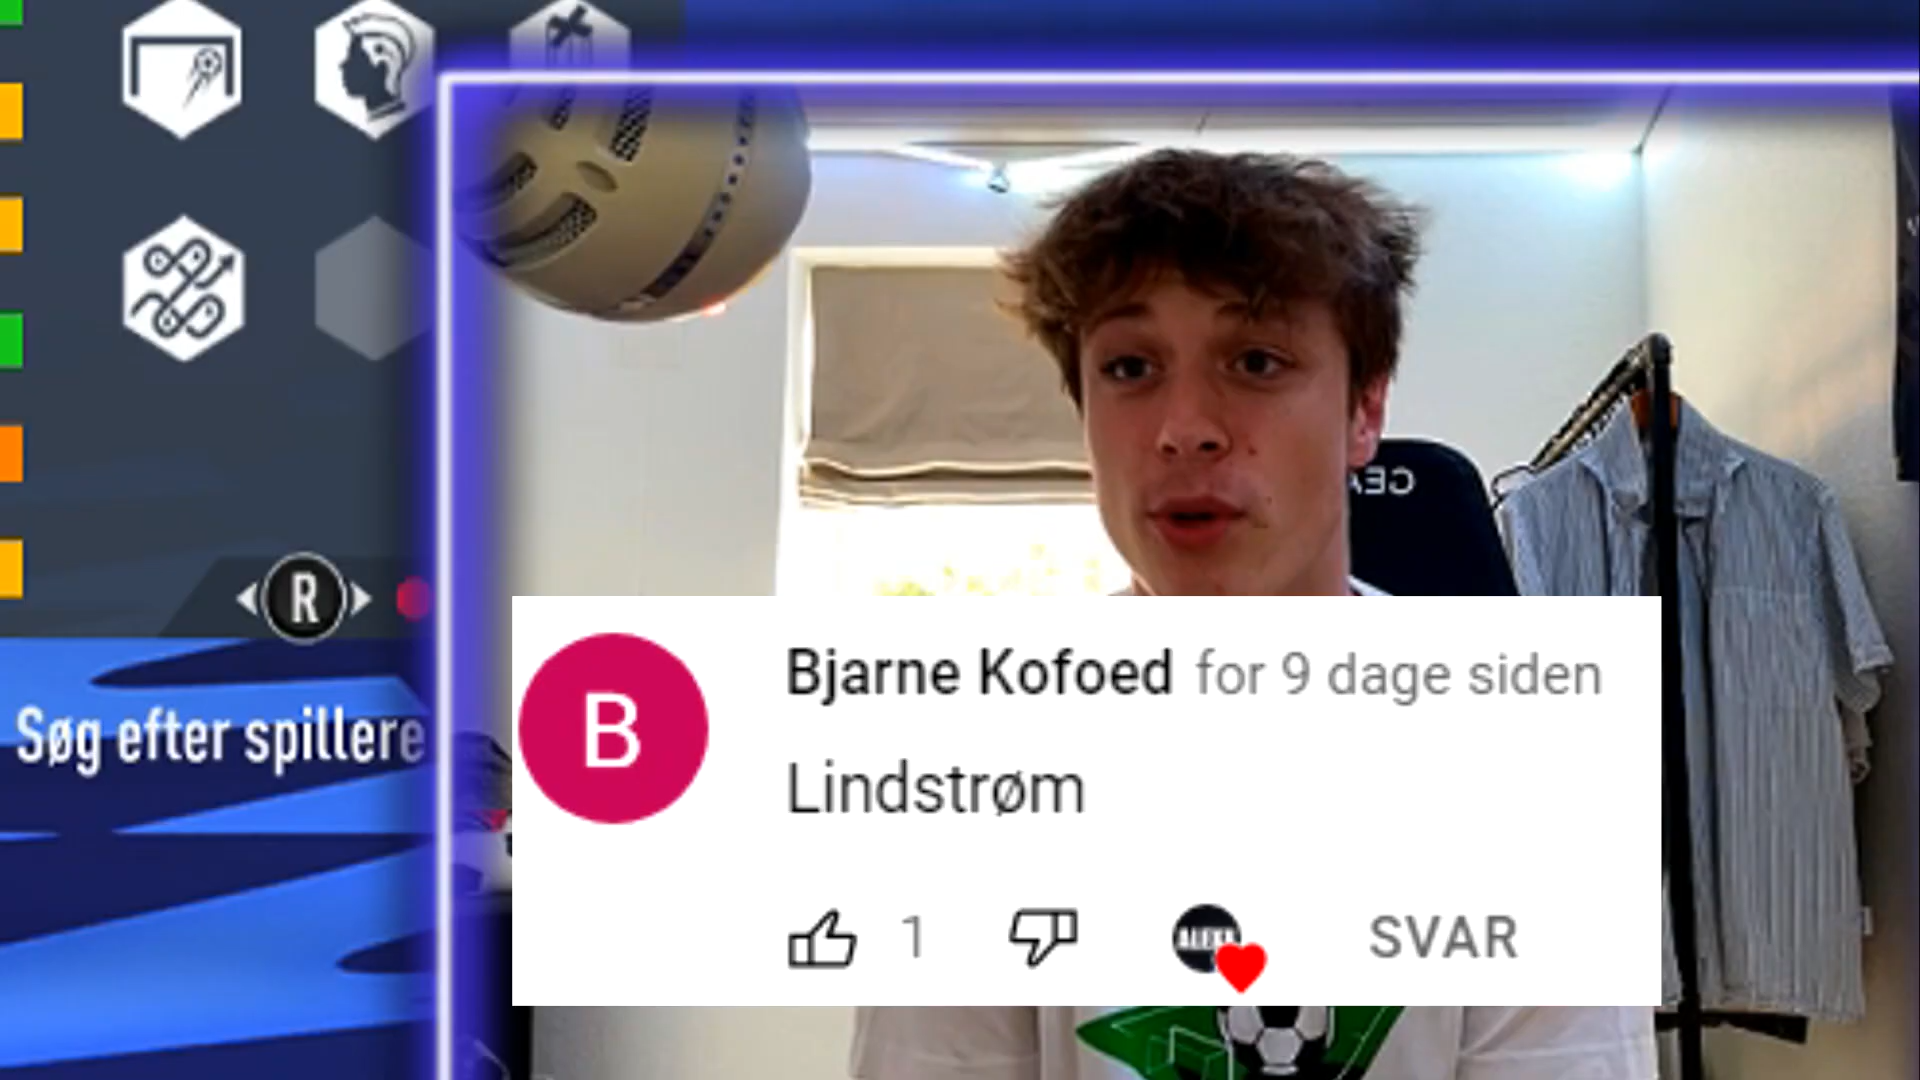 R
Søg efter spillere
B
Bjarne Kofoed for 9 dage siden
Lindstrøm
1
SVAR